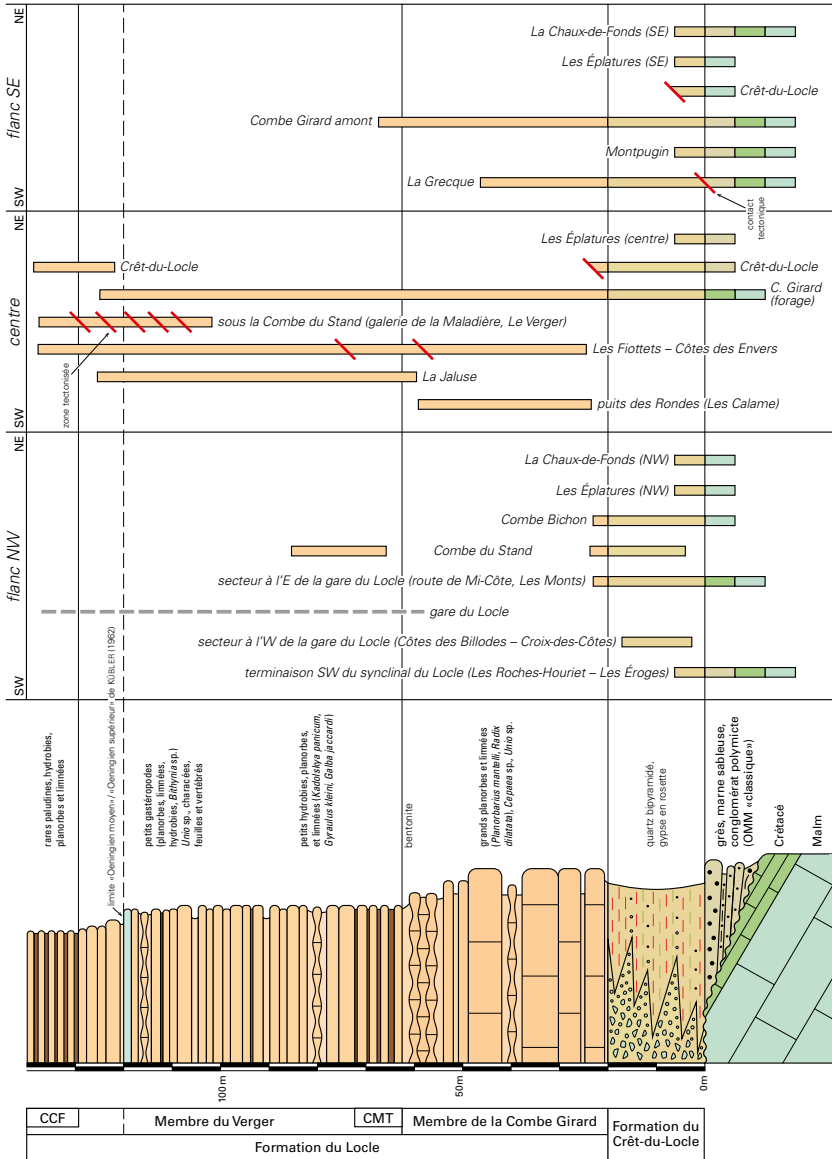 NE
flanc SE
SW
La Chaux-de-Fonds (SE)
Les Éplatures (SE)
Crêt-du-Locle
Combe Girard amont
Montpugin
La Grecque
contact
tectonique
NE
centre
SW
Les Éplatures (centre)
Crêt-du-Locle
Crêt-du-Locle
C. Girard
(forage)
sous la Combe du Stand (galerie de la Maladière, Le Verger)
zone tectonisée
Les Fiottets – Côtes des Envers
La Jaluse
puits des Rondes (Les Calame)
NE
flanc NW
SW
La Chaux-de-Fonds (NW)
Les Éplatures (NW)
Combe Bichon
Combe du Stand
secteur à l'E de la gare du Locle (route de Mi-Côte, Les Monts)
gare du Locle
secteur à l'W de la gare du Locle (Côtes des Billodes – Croix-des-Côtes)
terminaison SW du synclinal du Locle (Les Roches-Houriet – Les Éroges)
rares paludines, hydrobies,
planorbes et limnées
limite «Oeningien moyen» / «Oeningien supérieur» de KÜBLER (1962)
petits gastéropodes
(planorbes, limnées,
hydrobies, Bithynia sp.)
Unio sp., characées,
feuilles et vertébrés
petits hydrobies, planorbes
et limnées (Kadolskya panicum,
Gyraulus kleini, Galba jaccardi)
bentonite
grands planorbes et limnées
(Planorbarius mantelli, Radix
dilatata), Cepaea sp., Unio sp.
quartz bipyramidé,
gypse en rosette
grès, marne sableuse,
conglomérat polymicte
(OMM «classique»)
Crétacé
Malm
100 m
50 m
0 m
CCF
Membre du Verger
CMT
Membre de la Combe Girard
Formation du Locle
Formation du
Crêt-du-Locle